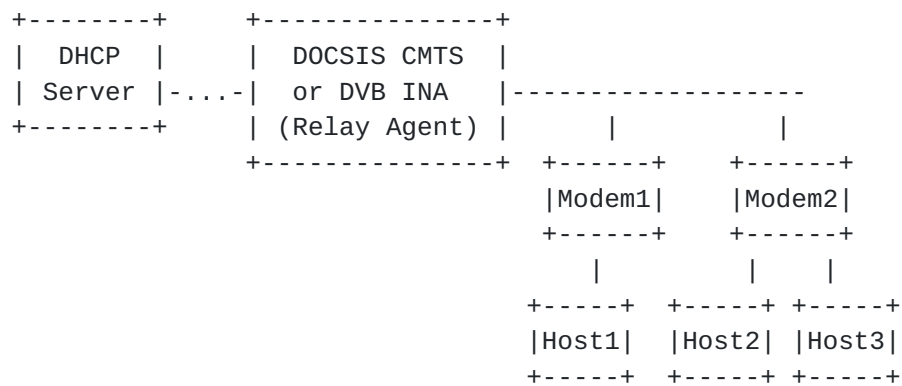 +--------+     +---------------+
|  DHCP  |     |  DOCSIS CMTS  |
| Server |-...-|  or DVB INA   |-------------------
+--------+     | (Relay Agent) |      |          |
               +---------------+  +------+    +------+
                                  |Modem1|    |Modem2|
                                  +------+    +------+
                                     |         |    |
                                 +-----+  +-----+ +-----+
                                 |Host1|  |Host2| |Host3|
                                 +-----+  +-----+ +-----+